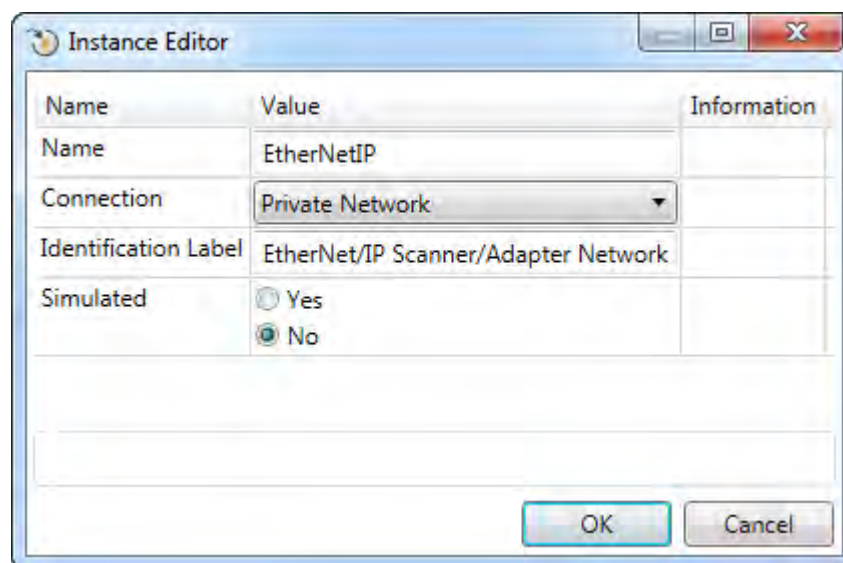 Instance Editor
Name Value Information
Name EtherNetIP
Connection Private Network
Identification Label EtherNet/IP Scanner/Adapter Network
Simulated Yes
No
OK Cancel